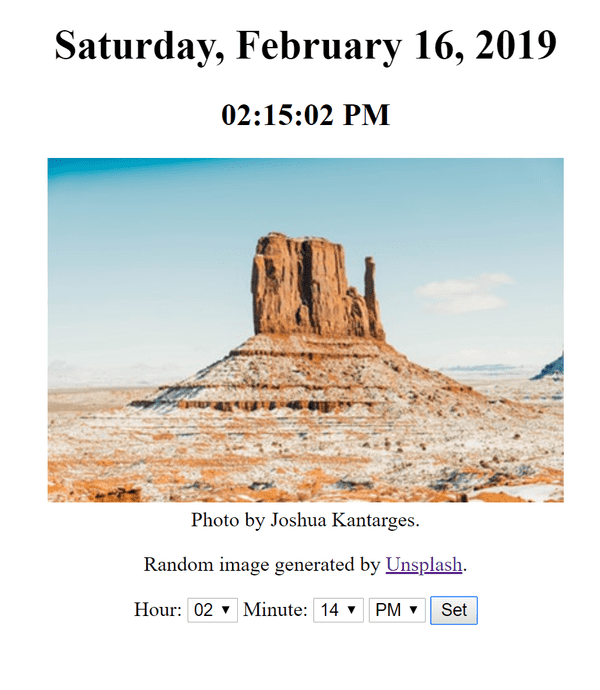 Saturday, February 16, 2019
02:15:02 PM
Photo by Joshua Kantarges.
Random image generated by Unsplash.
Hour: 02 Minute: 14 PM Set